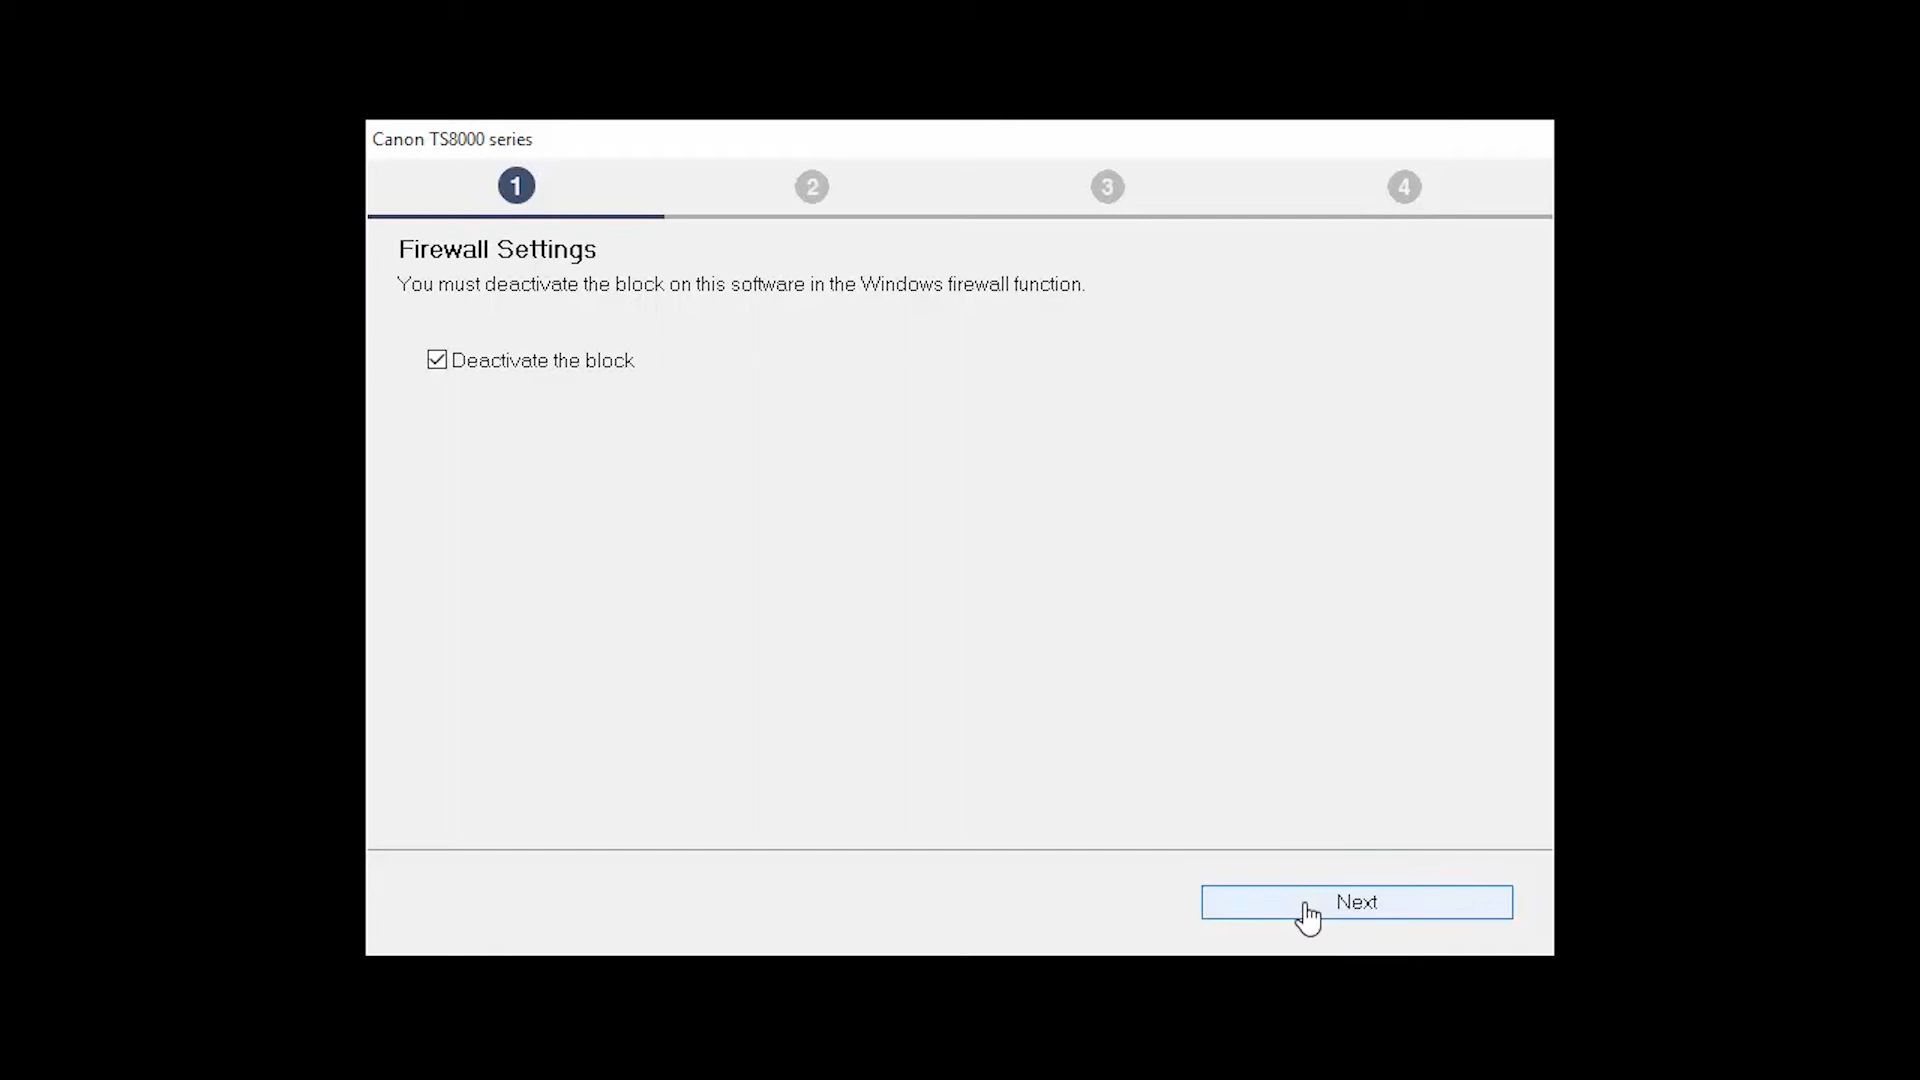 Canon TS8000 series
1 2 3 4
Firewall Settings
You must deactivate the block on this software in the Windows firewall function.
Deactivate the block
Next